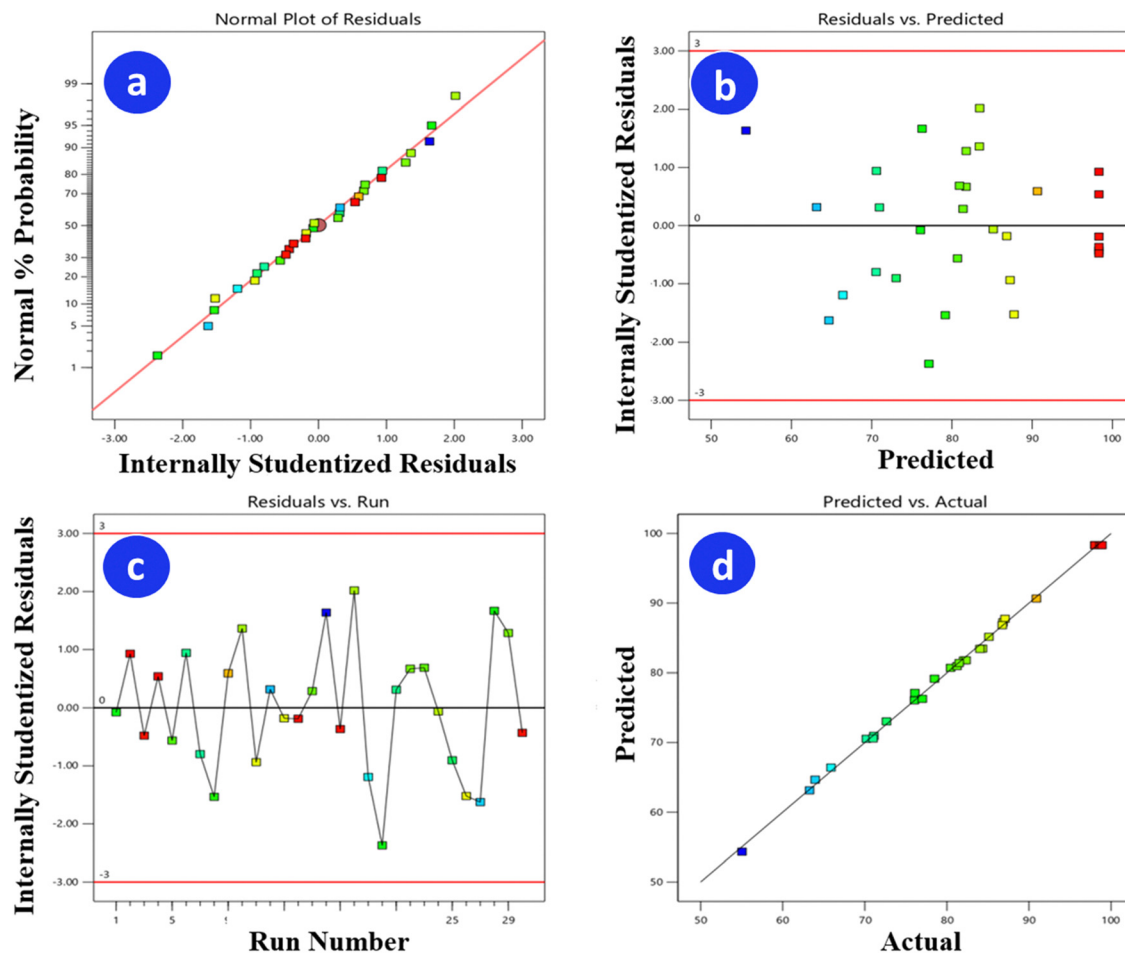 Normal Plot of Residuals
a
Normal % Probability
99
95
90
80
70
50
30
20
10
5
1
-3.00 -2.00 -1.00 0.00 1.00 2.00 3.00
Internally Studentized Residuals
Residuals vs. Predicted
b
Internally Studentized Residuals
3.00
2.00
1.00
0.00
-1.00
-2.00
-3.00
3
0
-3
50 60 70 80 90 100
Predicted
Residuals vs. Run
c
Internally Studentized Residuals
3.00
2.00
1.00
0.00
-1.00
-2.00
-3.00
3
0
-3
1 5 25 29
Run Number
Predicted vs. Actual
d
Predicted
100
90
80
70
60
50
50 60 70 80 90 100
Actual